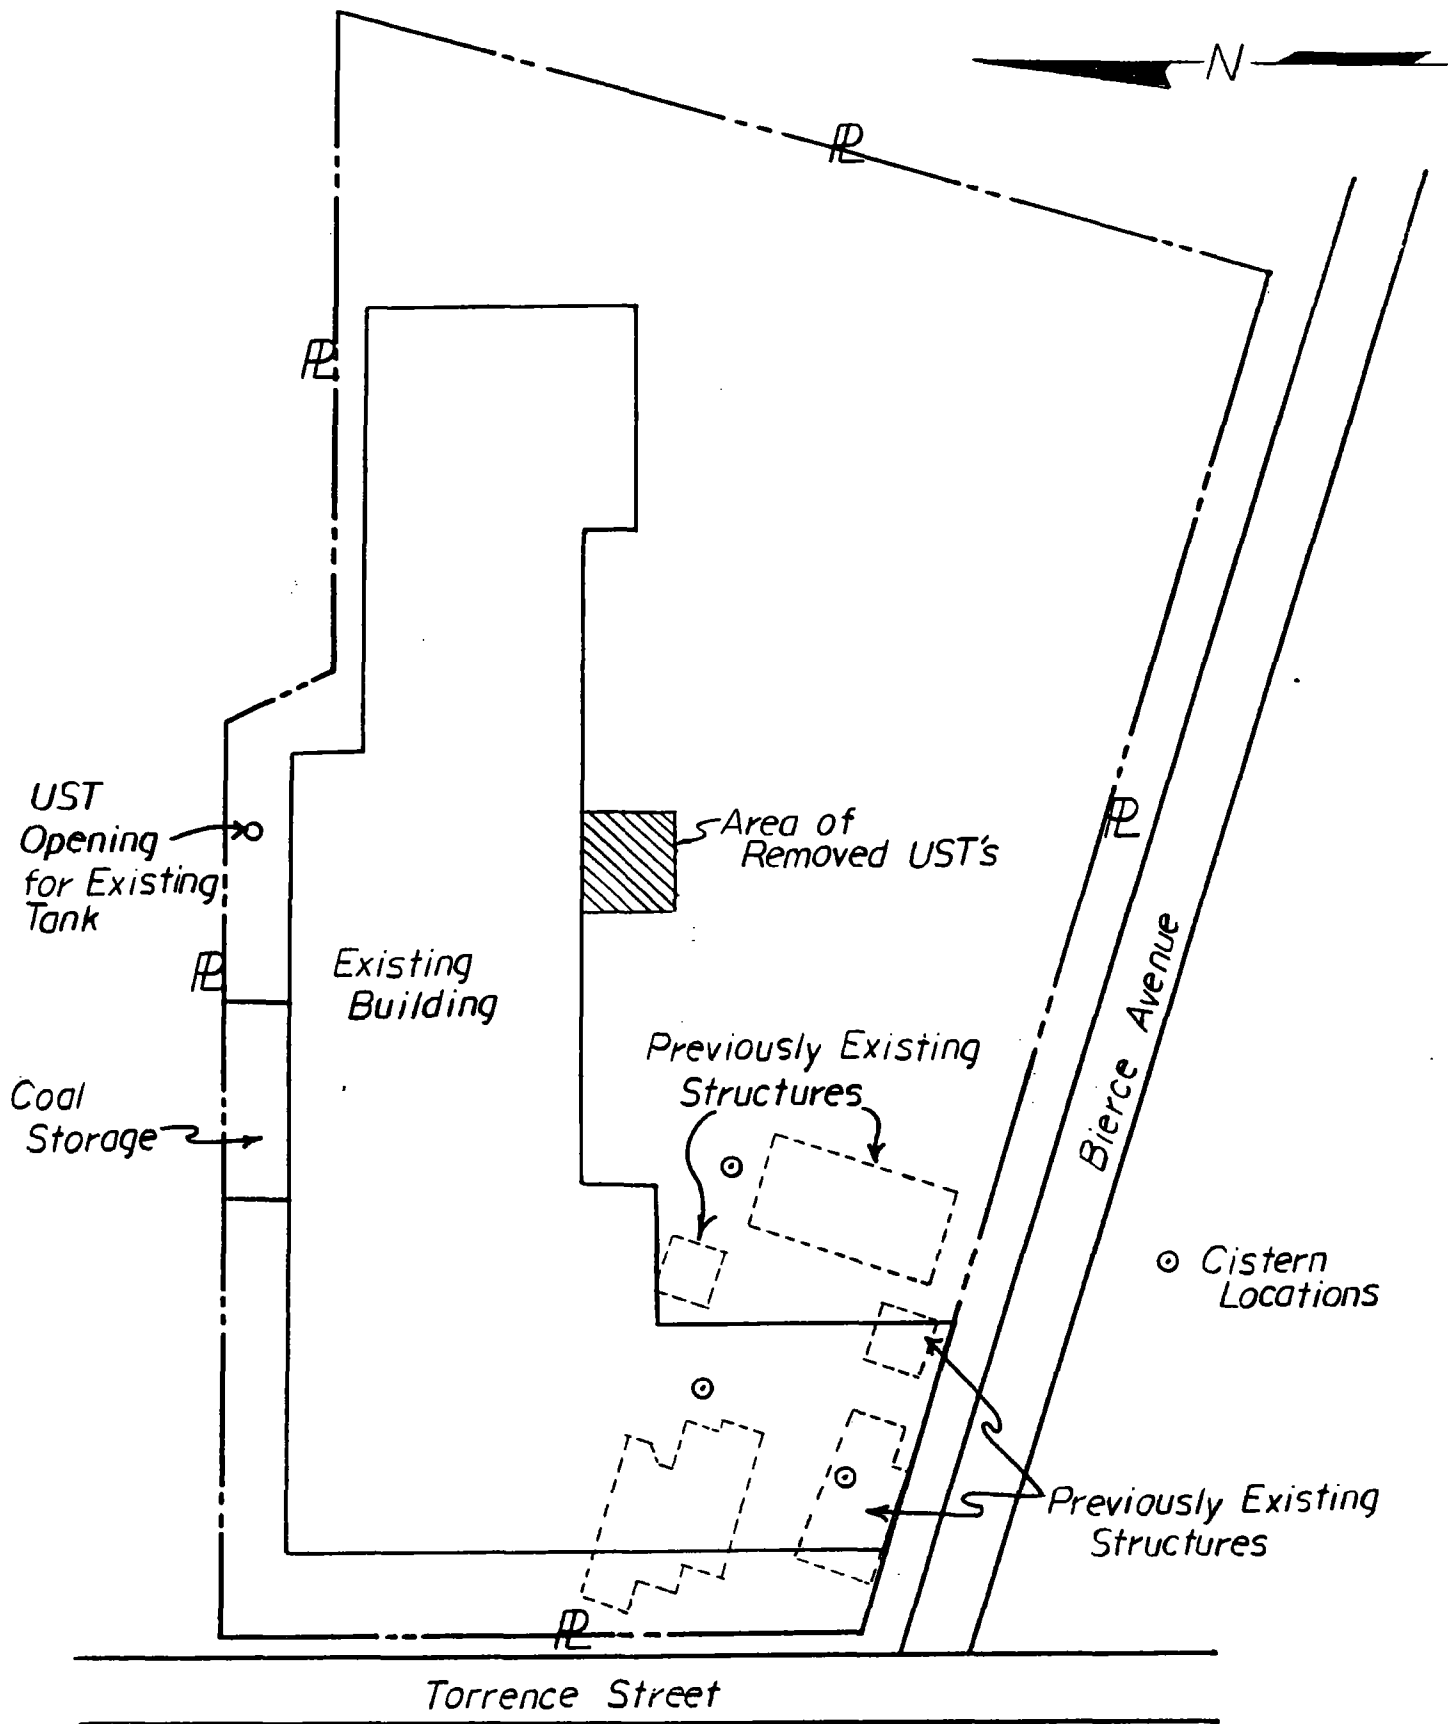 N
PL
PL
UST
Opening
for Existing
Tank
Area of
Removed UST's
PL
PL
Existing
Building
Bierce Avenue
Previously Existing
Structures
Coal
Storage
Cistern
Locations
Previously Existing
Structures
PL
Torrence Street